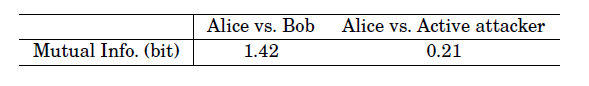 Alice vs. Bob Alice vs. Active attacker
Mutual Info. (bit) 1.42 0.21